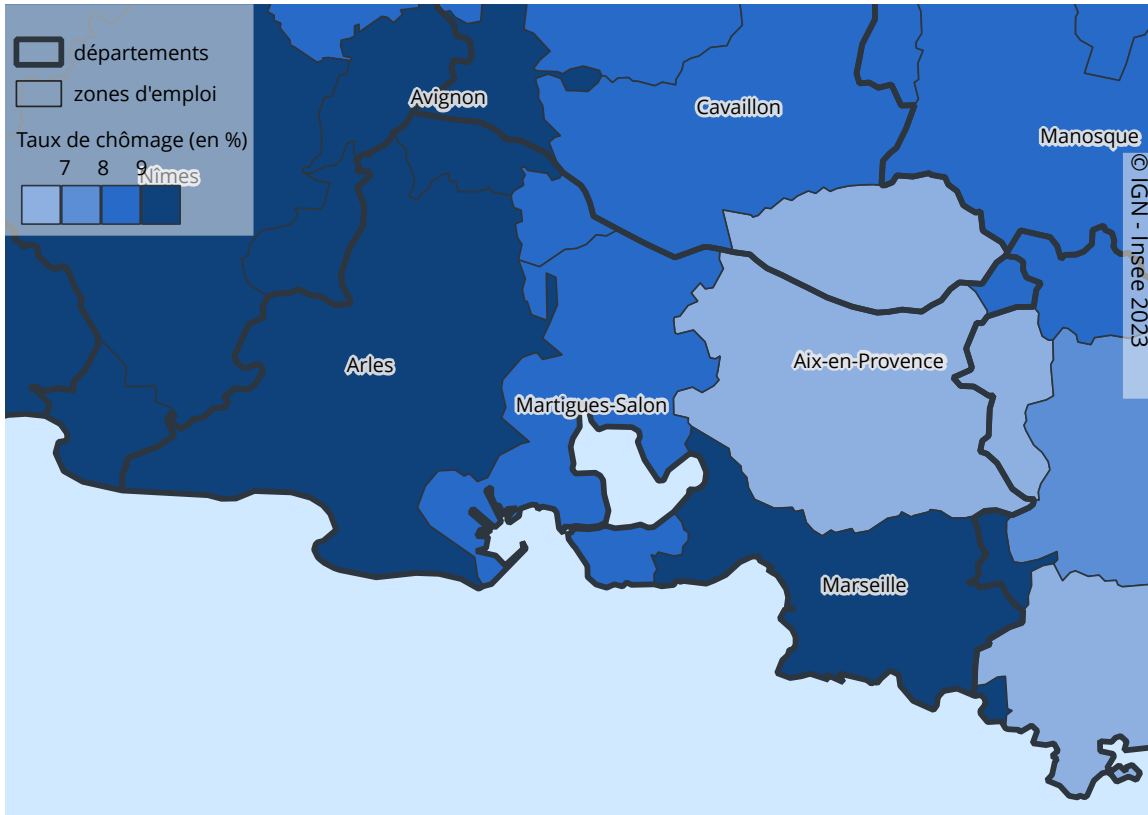 départements
zones d'emploi
Taux de chômage (en %)
7 8 9
Nîmes
Avignon
Cavaillon
Manosque
© IGN - Insee 2023
Arles
Aix-en-Provence
Martigues-Salon
Marseille